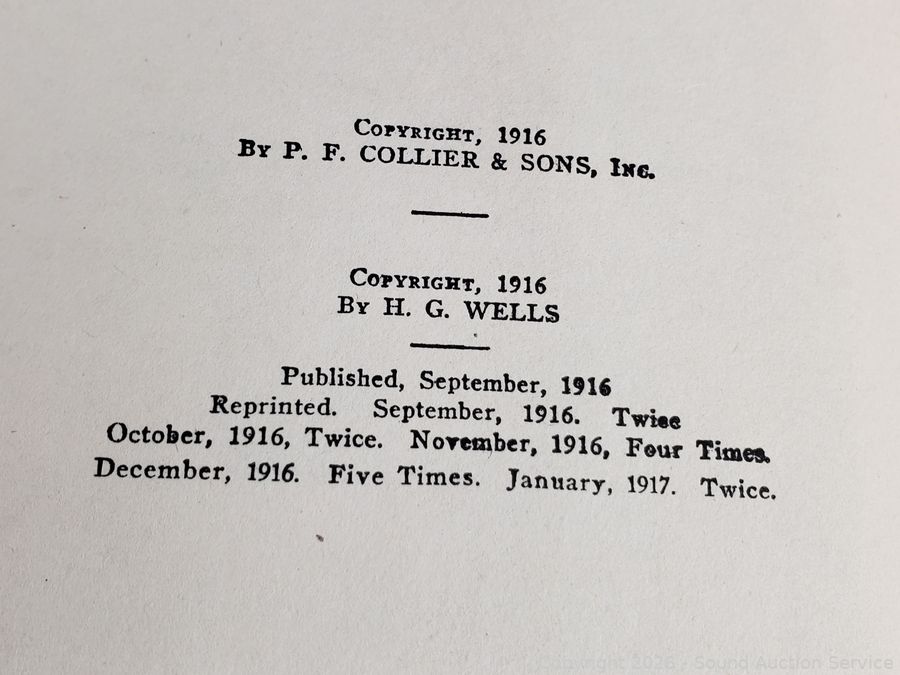 COPYRIGHT, 1916
BY P. F. COLLIER & SONS, INC.
COPYRIGHT, 1916
BY H. G. WELLS
Published, September, 1916
Reprinted. September, 1916. Twice
October, 1916, Twice. November, 1916, Four Times.
December, 1916. Five Times. January, 1917. Twice.
Copyright 2026 - Sound Auction Service